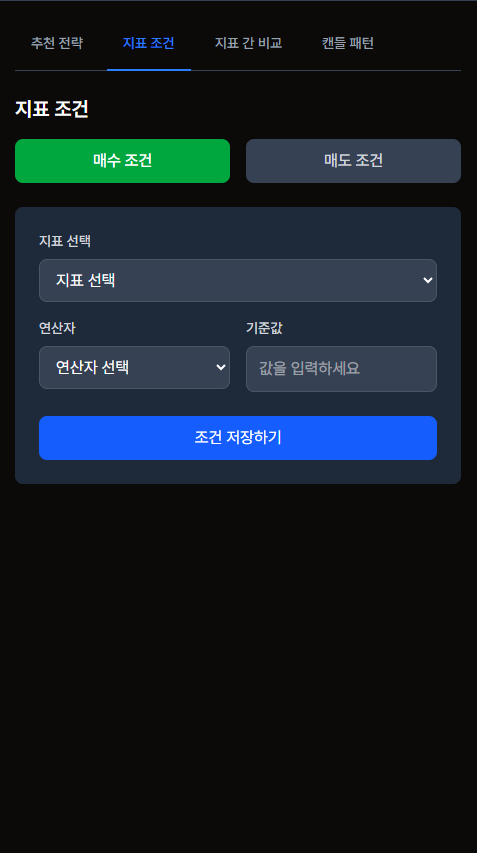 추천 전략 지표 조건 지표 간 비교 캔들 패턴
지표 조건
매수 조건 매도 조건
지표 선택
지표 선택
연산자 기준값
연산자 선택 값을 입력하세요
조건 저장하기